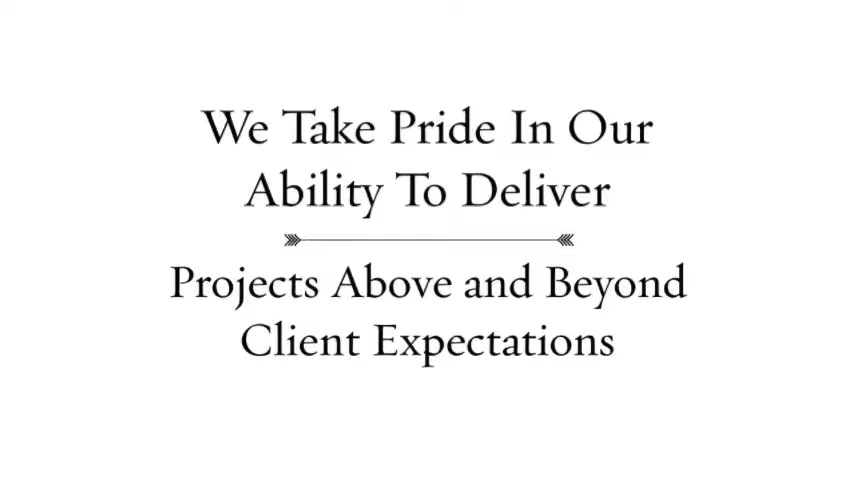 We Take Pride In Our
Ability To Deliver
Projects Above and Beyond
Client Expectations